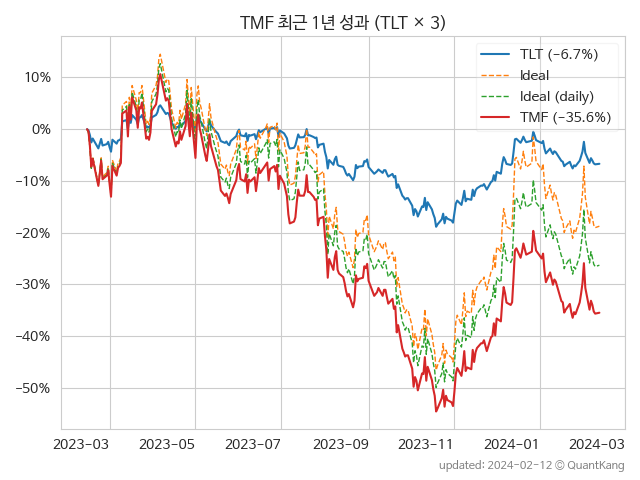 TMF 최근 1년 성과 (TLT × 3)
TLT (−6.7%)
Ideal
Ideal (daily)
TMF (−35.6%)
10%
0%
−10%
−20%
−30%
−40%
−50%
2023−03
2023−05
2023−07
2023−09
2023−11
2024−01
2024−03
updated: 2024−02−12 © QuantKang